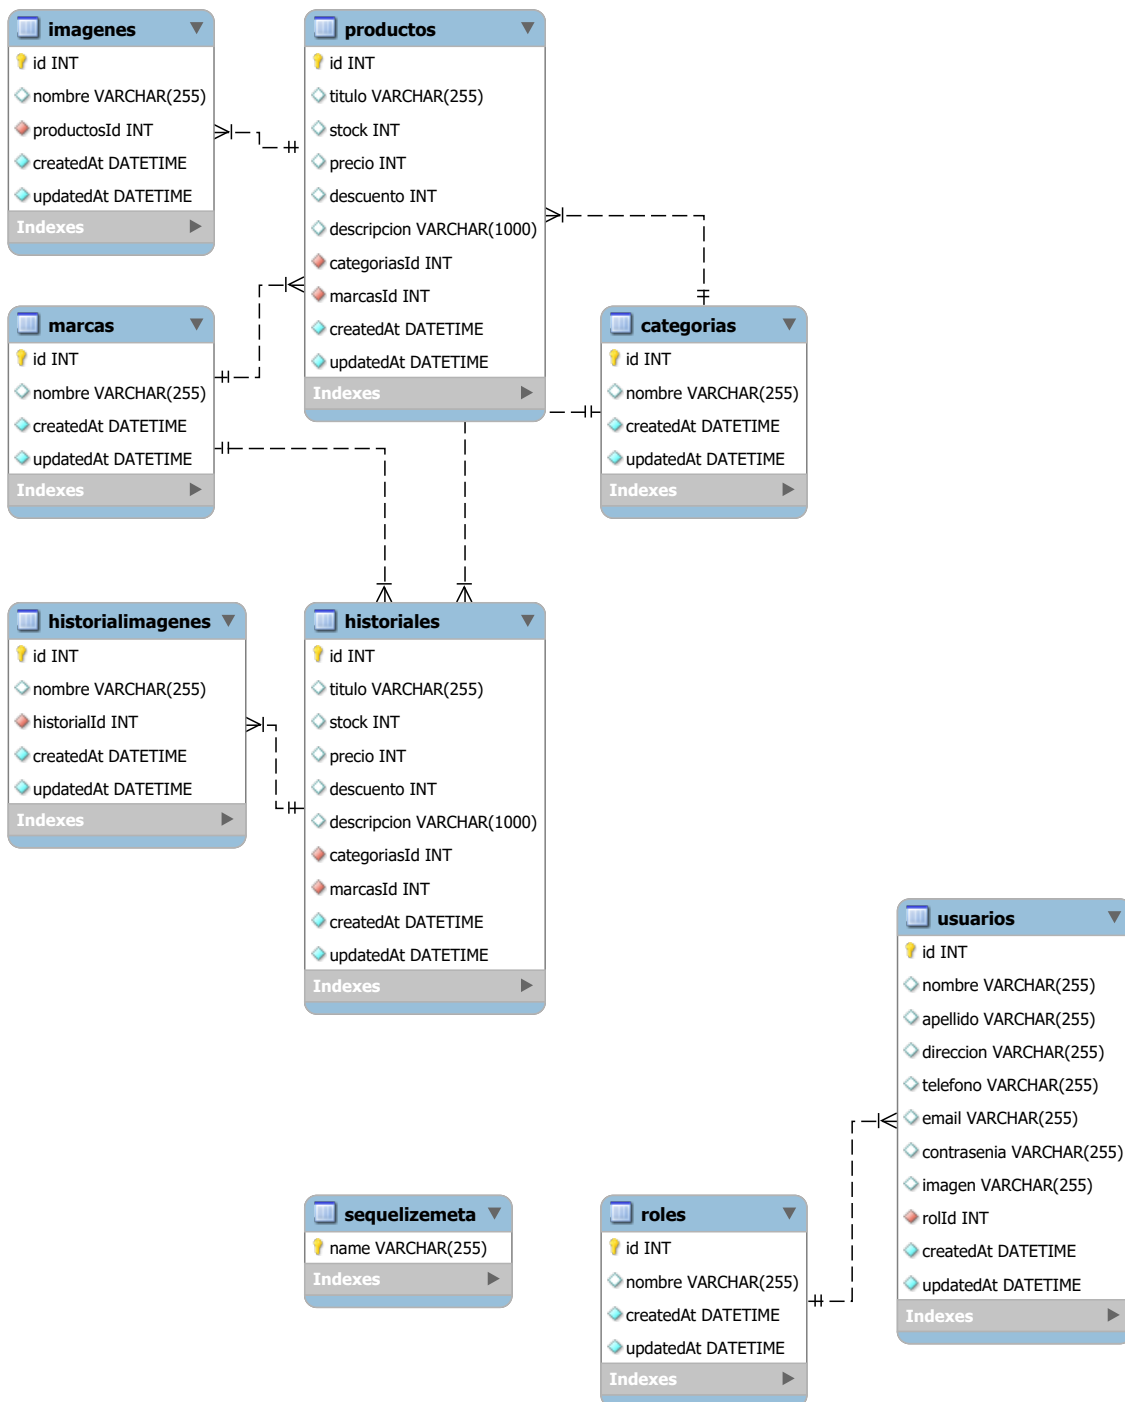 imagenes
id INT
nombre VARCHAR(255)
productosId INT
createdAt DATETIME
updatedAt DATETIME
Indexes
productos
id INT
titulo VARCHAR(255)
stock INT
precio INT
descuento INT
descripcion VARCHAR(1000)
categoriasId INT
marcasId INT
createdAt DATETIME
updatedAt DATETIME
Indexes
marcas
id INT
nombre VARCHAR(255)
createdAt DATETIME
updatedAt DATETIME
Indexes
categorias
id INT
nombre VARCHAR(255)
createdAt DATETIME
updatedAt DATETIME
Indexes
historialimagenes
id INT
nombre VARCHAR(255)
historialId INT
createdAt DATETIME
updatedAt DATETIME
Indexes
historiales
id INT
titulo VARCHAR(255)
stock INT
precio INT
descuento INT
descripcion VARCHAR(1000)
categoriasId INT
marcasId INT
createdAt DATETIME
updatedAt DATETIME
Indexes
usuarios
id INT
nombre VARCHAR(255)
apellido VARCHAR(255)
direccion VARCHAR(255)
telefono VARCHAR(255)
email VARCHAR(255)
contrasenia VARCHAR(255)
imagen VARCHAR(255)
rolId INT
createdAt DATETIME
updatedAt DATETIME
Indexes
sequelizemeta
name VARCHAR(255)
Indexes
roles
id INT
nombre VARCHAR(255)
createdAt DATETIME
updatedAt DATETIME
Indexes